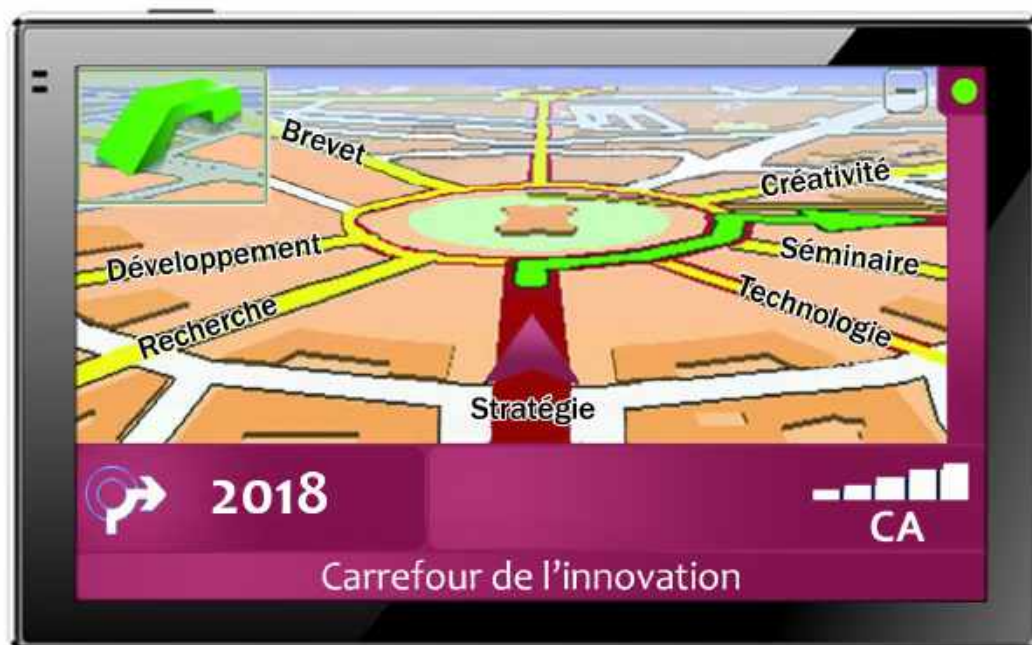 Brevet
Créativité
Développement
Séminaire
Recherche
Technologie
Stratégie
2018
CA
Carrefour de l'innovation